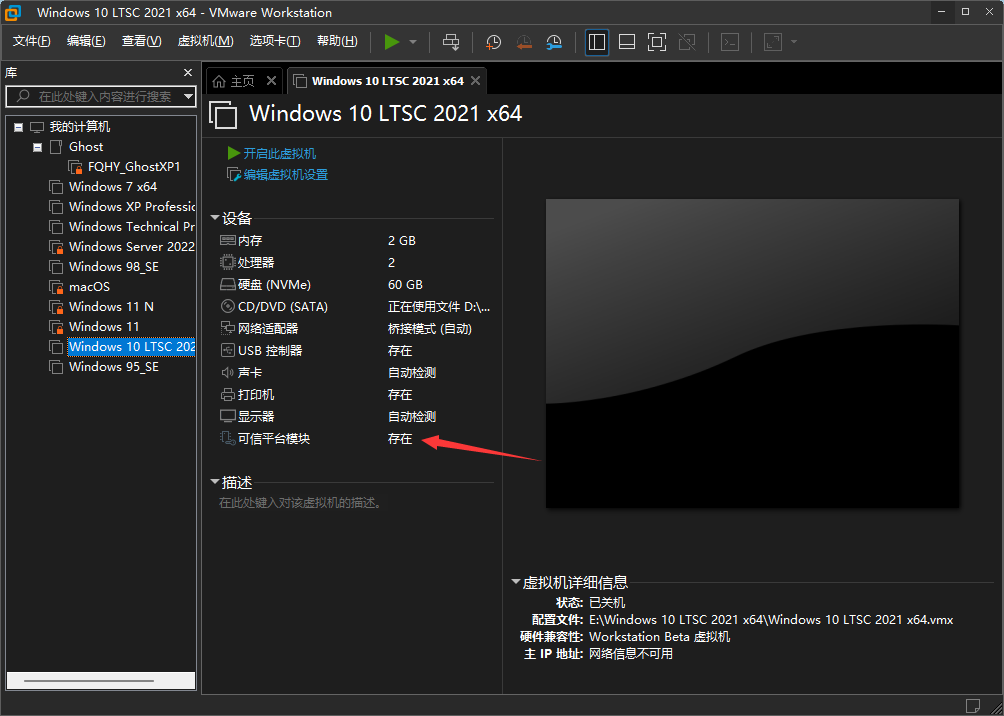 Windows 10 LTSC 2021 x64 - VMware Workstation
文件(F) 编辑(E) 查看(V) 虚拟机(M) 选项卡(T) 帮助(H)
库
在此处键入内容进行搜索
我的计算机
Ghost
FQHY_GhostXP1
Windows 7 x64
Windows XP Professic
Windows Technical Pr
Windows Server 2022
Windows 98_SE
macOS
Windows 11 N
Windows 11
Windows 10 LTSC 202
Windows 95_SE
主页
Windows 10 LTSC 2021 x64
Windows 10 LTSC 2021 x64
开启此虚拟机
编辑虚拟机设置
设备
内存 2 GB
处理器 2
硬盘 (NVMe) 60 GB
CD/DVD (SATA) 正在使用文件 D:\...
网络适配器 桥接模式 (自动)
USB 控制器 存在
声卡 自动检测
打印机 存在
显示器 自动检测
可信平台模块 存在
描述
在此处键入对该虚拟机的描述。
虚拟机详细信息
状态: 已关机
配置文件: E:\Windows 10 LTSC 2021 x64\Windows 10 LTSC 2021 x64.vmx
硬件兼容性: Workstation Beta 虚拟机
主 IP 地址: 网络信息不可用